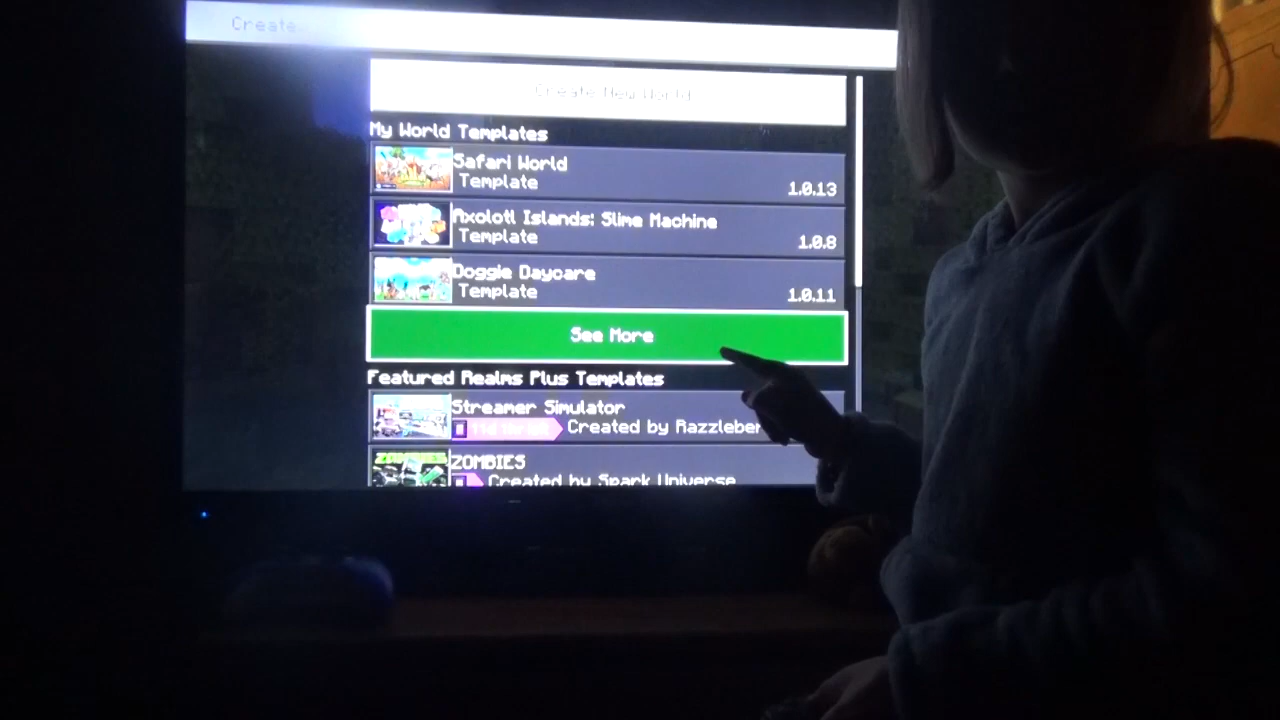 Create
Create New World
My World Templates
Safari World
Template
1.0.13
Axolotl Islands: Slime Machine
Template
1.0.8
Doggie Daycare
Template
1.0.11
See More
Featured Realms Plus Templates
Streamer Simulator
Created by
ZOMBIES
ZOMBIES
Created by Spark Universe